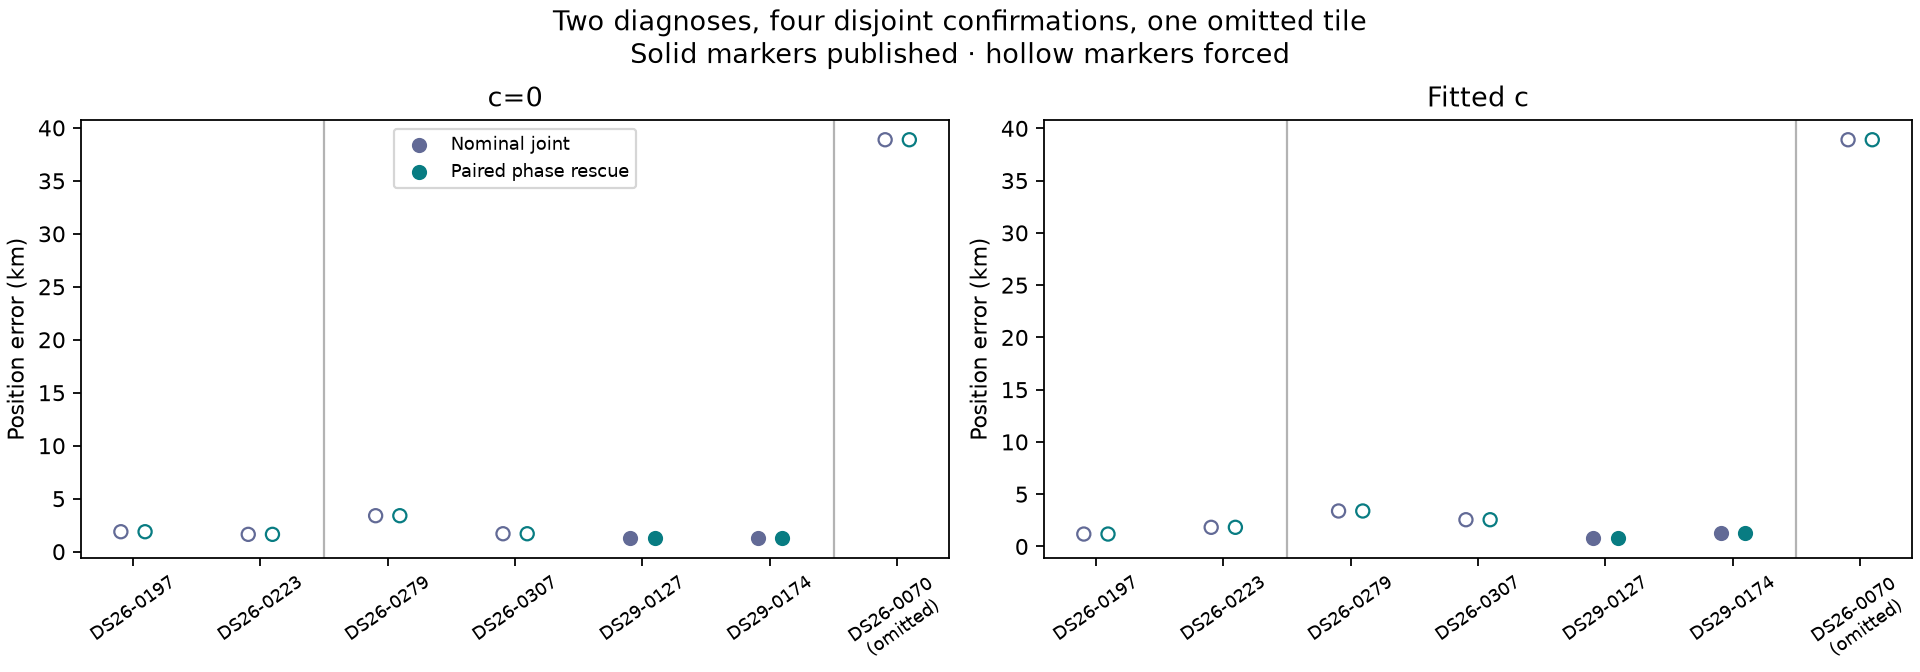 Two diagnoses, four disjoint confirmations, one omitted tile
Solid markers published · hollow markers forced
c=0
Position error (km)
40
35
30
25
20
15
10
5
0
Nominal joint
Paired phase rescue
DS26-0197
DS26-0223
DS26-0279
DS26-0307
DS29-0127
DS29-0174
DS26-0070
(omitted)
Fitted c
Position error (km)
40
35
30
25
20
15
10
5
0
DS26-0197
DS26-0223
DS26-0279
DS26-0307
DS29-0127
DS29-0174
DS26-0070
(omitted)